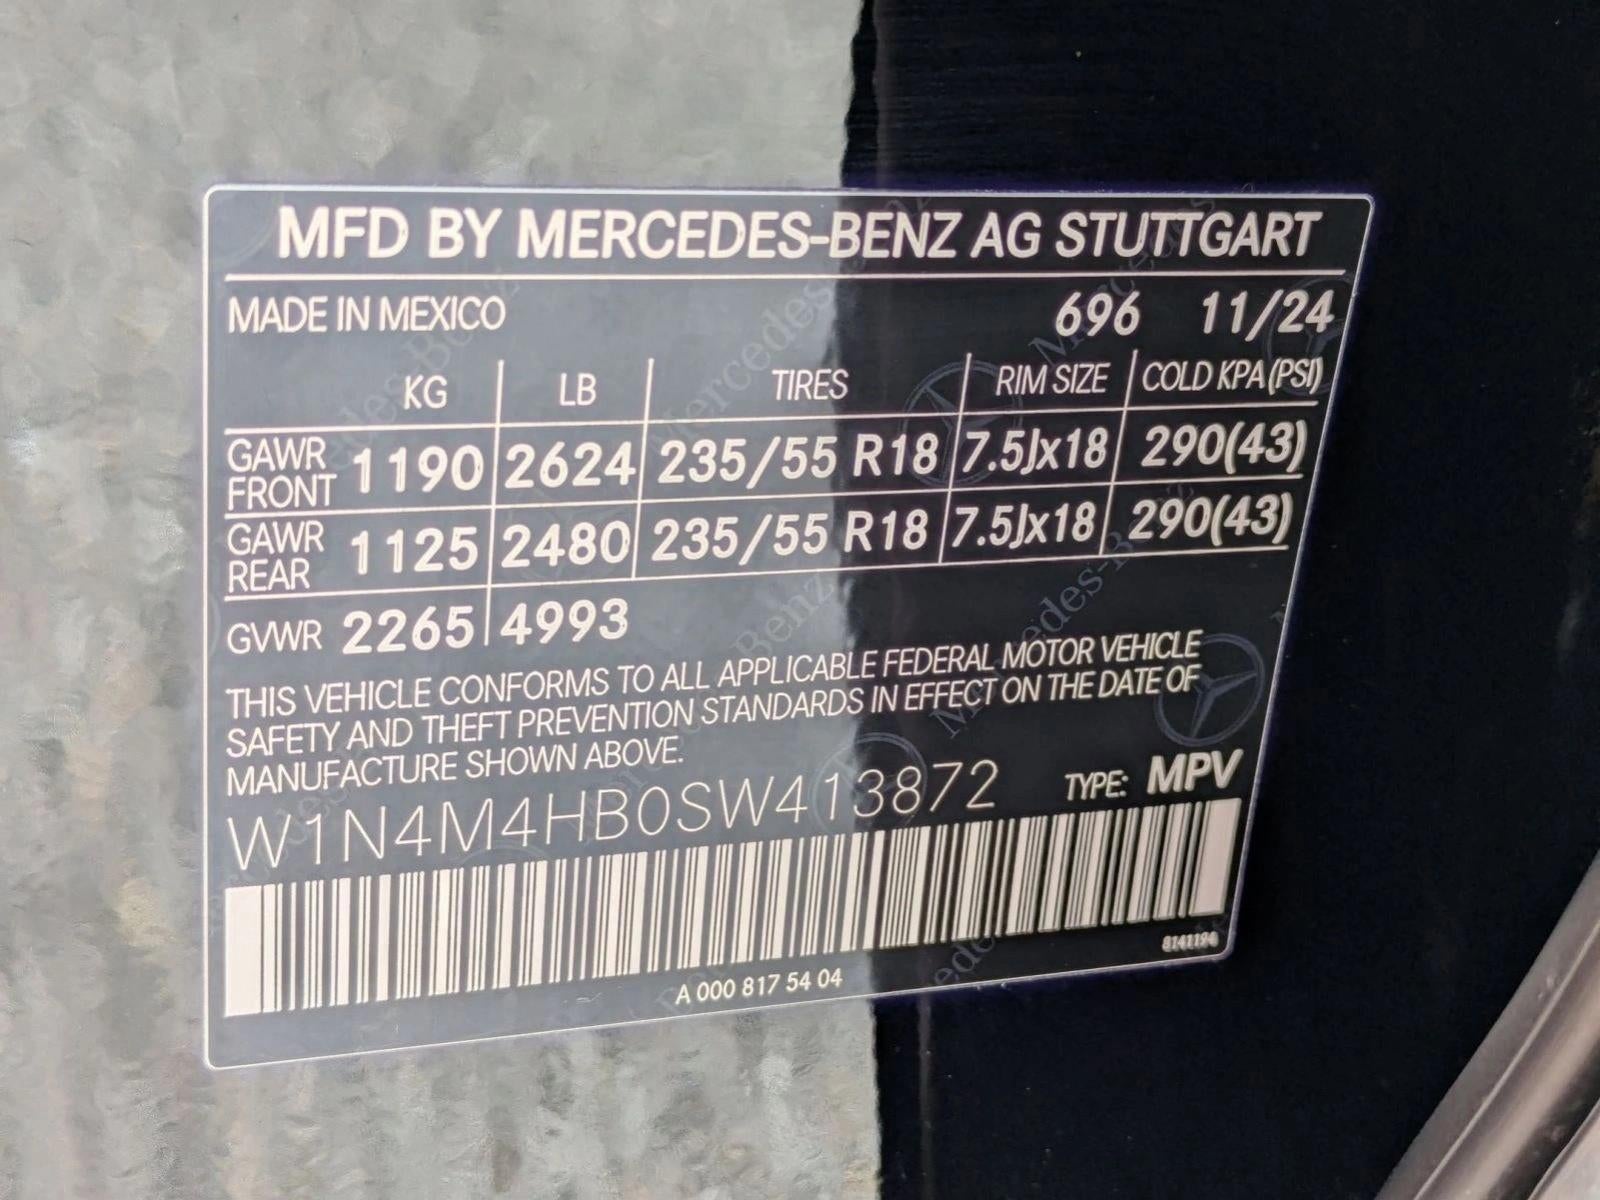 MFD BY MERCEDES-BENZ AG STUTTGART
MADE IN MEXICO 696 11/24
KG LB TIRES RIM SIZE COLD KPA (PSI)
GAWR FRONT 1190 2624 235/55 R18 7.5Jx18 290(43)
GAWR REAR 1125 2480 235/55 R18 7.5Jx18 290(43)
GVWR 2265 4993
THIS VEHICLE CONFORMS TO ALL APPLICABLE FEDERAL MOTOR VEHICLE
SAFETY AND THEFT PREVENTION STANDARDS IN EFFECT ON THE DATE OF
MANUFACTURE SHOWN ABOVE.
W1N4M4HB0SW413872 TYPE: MPV
8141194
A 000 817 54 04